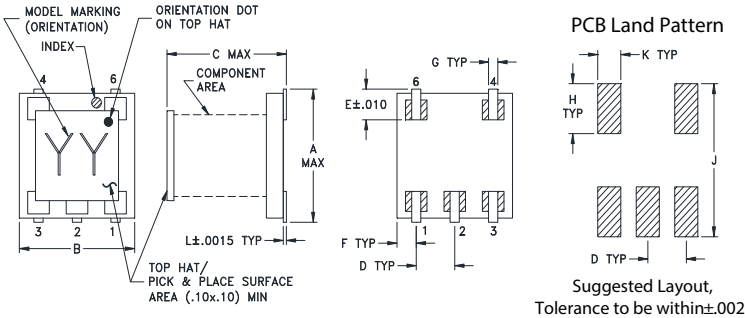 MODEL MARKING
(ORIENTATION)
INDEX
ORIENTATION DOT
ON TOP HAT
4
6
YY
3
2
1
B
C MAX
COMPONENT
AREA
A
MAX
L±.0015 TYP
TOP HAT/
PICK & PLACE SURFACE
AREA (.10x.10) MIN
G TYP
6
4
E±.010
1
2
3
F TYP
D TYP
PCB Land Pattern
K TYP
H
TYP
J
D TYP
Suggested Layout,
Tolerance to be within±.002